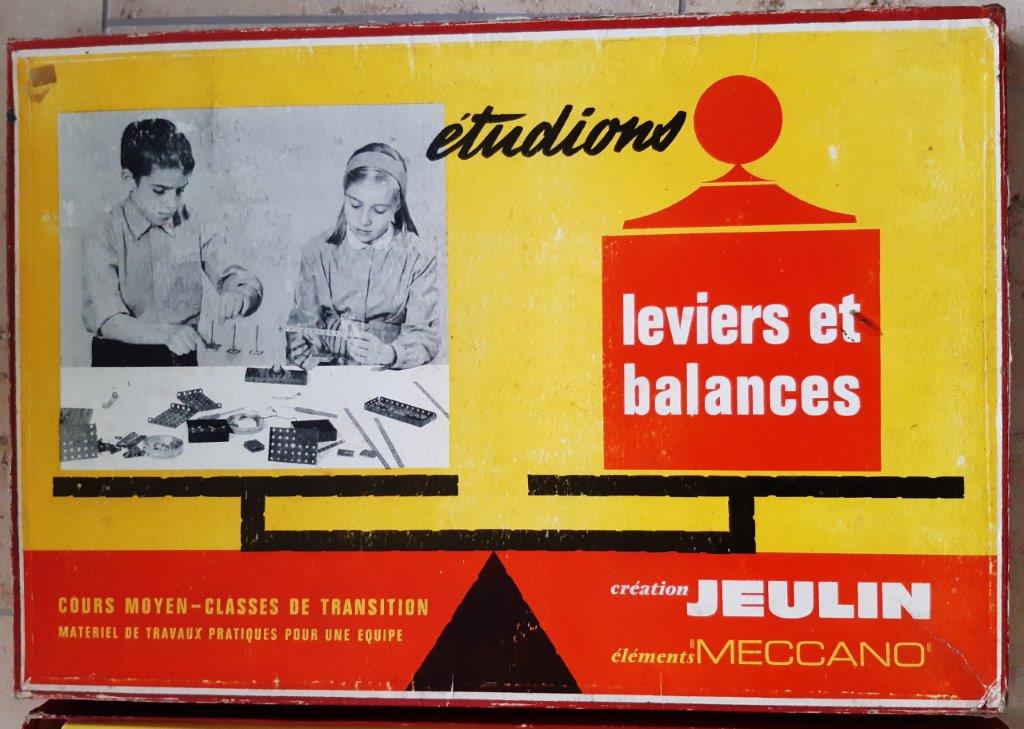 étudions
leviers et
balances
COURS MOYEN-CLASSES DE TRANSITION
MATERIEL DE TRAVAUX PRATIQUES POUR UNE EQUIPE
création JEULIN
éléments "MECCANO"